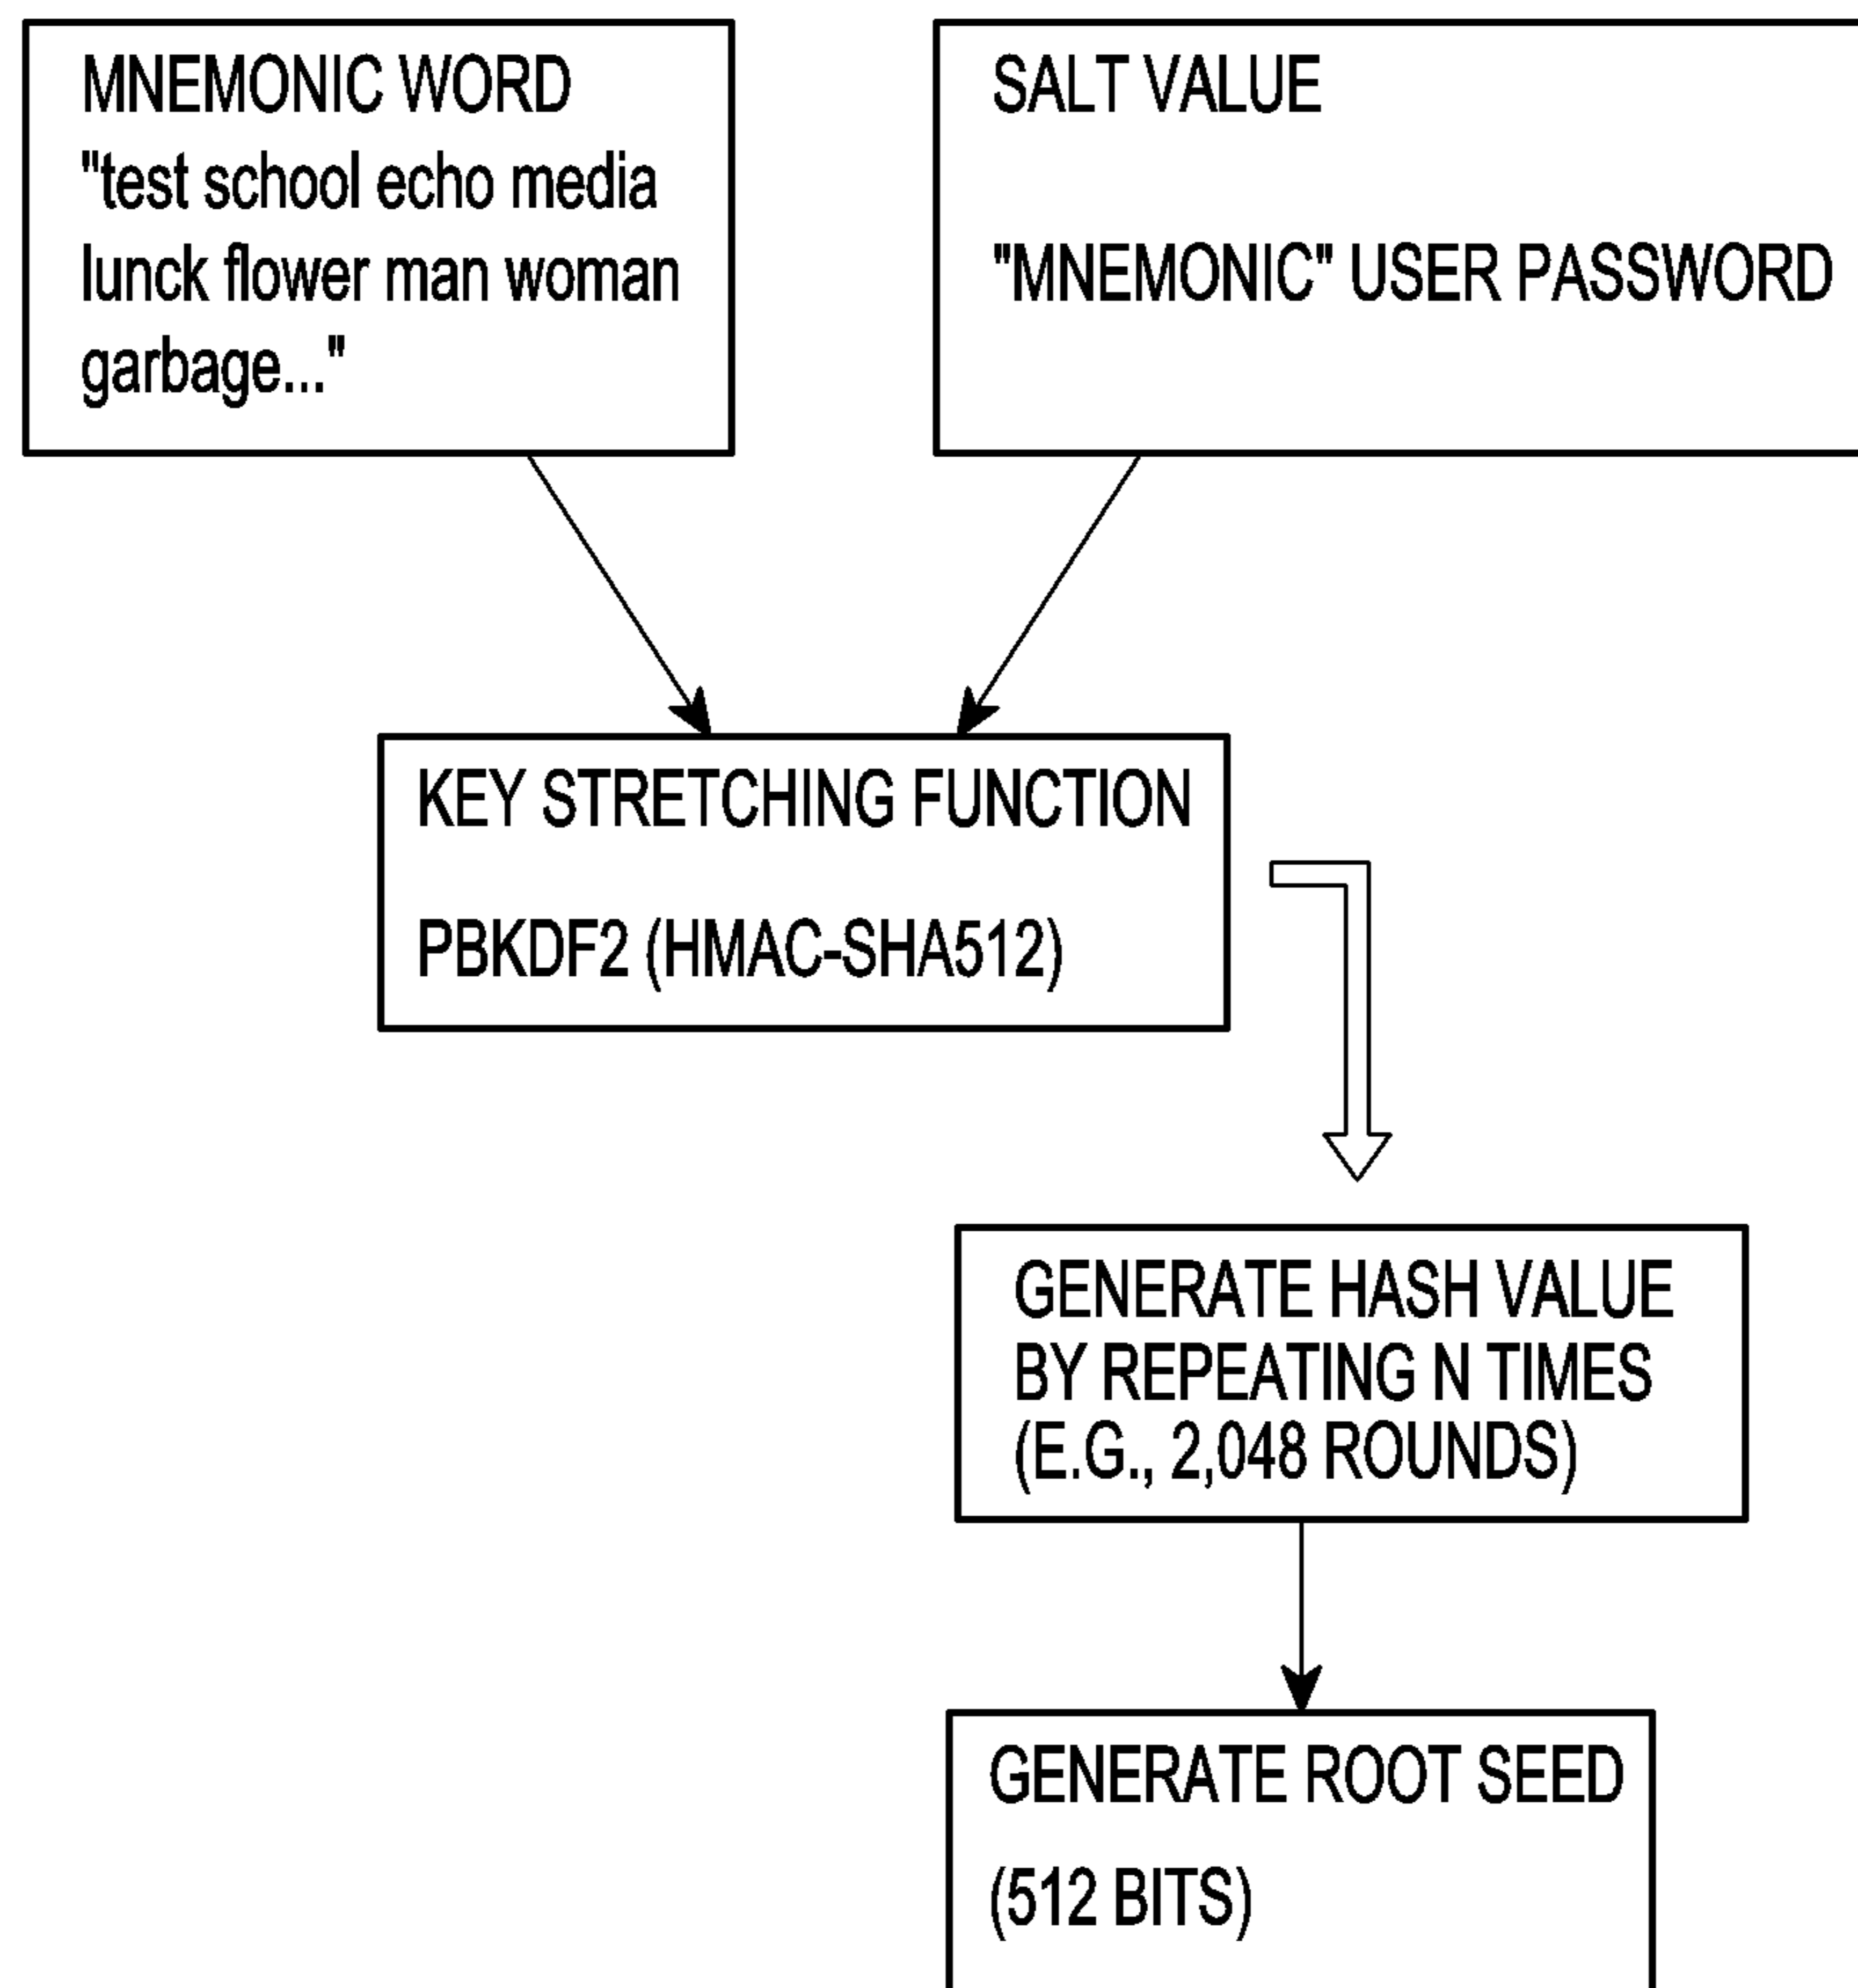 MNEMONIC WORD
"test school echo media
lunck flower man woman
garbage..."
SALT VALUE
"MNEMONIC" USER PASSWORD
KEY STRETCHING FUNCTION
PBKDF2 (HMAC-SHA512)
GENERATE HASH VALUE
BY REPEATING N TIMES
(E.G., 2,048 ROUNDS)
GENERATE ROOT SEED
(512 BITS)